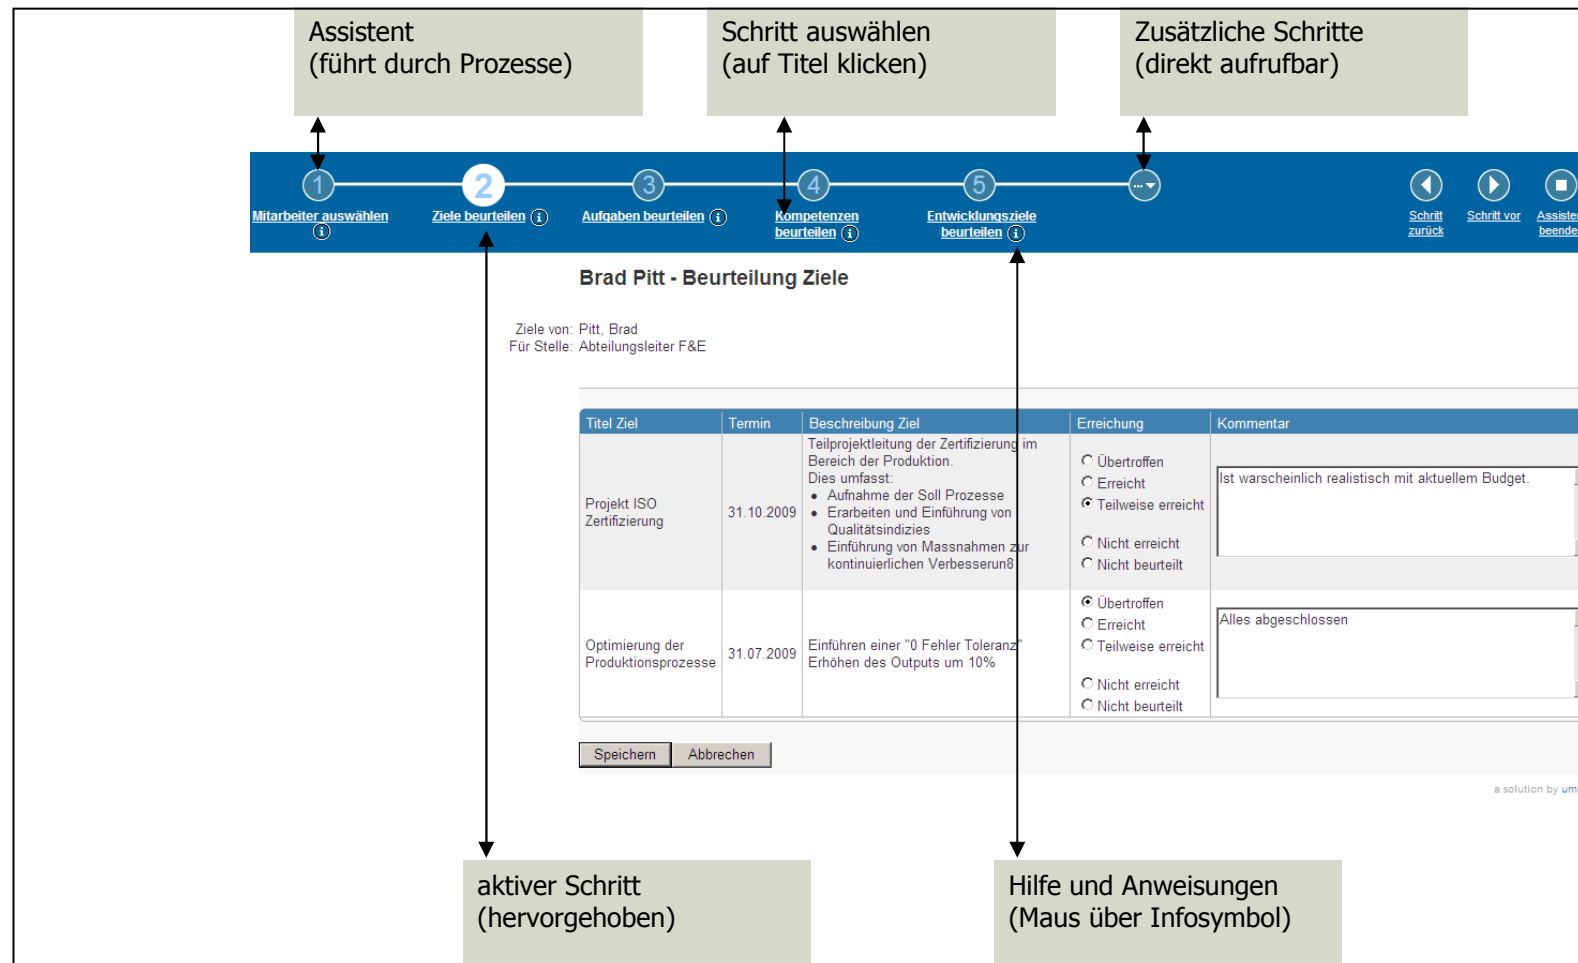 Assistent
(führt durch Prozesse)
Schritt auswählen
(auf Titel klicken)
Zusätzliche Schritte
(direkt aufrufbar)
1
2
3
4
5
...
Mitarbeiter auswählen
Ziele beurteilen
Aufgaben beurteilen
Kompetenzen
beurteilen
Entwicklungsziele
beurteilen
Schritt
zurück
Schritt vor
Assisten
beende
Brad Pitt - Beurteilung Ziele
Ziele von: Pitt, Brad
Für Stelle: Abteilungsleiter F&E
Titel Ziel
Termin
Beschreibung Ziel
Erreichung
Kommentar
Projekt ISO
Zertifizierung
31.10.2009
Teilprojektleitung der Zertifizierung im
Bereich der Produktion.
Dies umfasst:
• Aufnahme der Soll Prozesse
• Erarbeiten und Einführung von
Qualitätsindizies
• Einführung von Massnahmen zur
kontinuierlichen Verbesserun8
Übertroffen
Erreicht
Teilweise erreicht
Nicht erreicht
Nicht beurteilt
Ist warscheinlich realistisch mit aktuellem Budget.
Optimierung der
Produktionsprozesse
31.07.2009
Einführen einer "0 Fehler Toleranz"
Erhöhen des Outputs um 10%
Übertroffen
Erreicht
Teilweise erreicht
Nicht erreicht
Nicht beurteilt
Alles abgeschlossen
Speichern
Abbrechen
a solution by um
aktiver Schritt
(hervorgehoben)
Hilfe und Anweisungen
(Maus über Infosymbol)